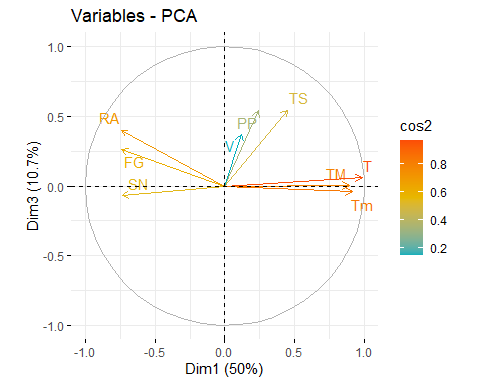 Variables - PCA
1.0
0.5
0.0
-0.5
-1.0
Dim3 (10.7%)
RA
FG
SN
V
PP
TS
TM
T
Tm
-1.0 -0.5 0.0 0.5 1.0
Dim1 (50%)
cos2
0.8
0.6
0.4
0.2